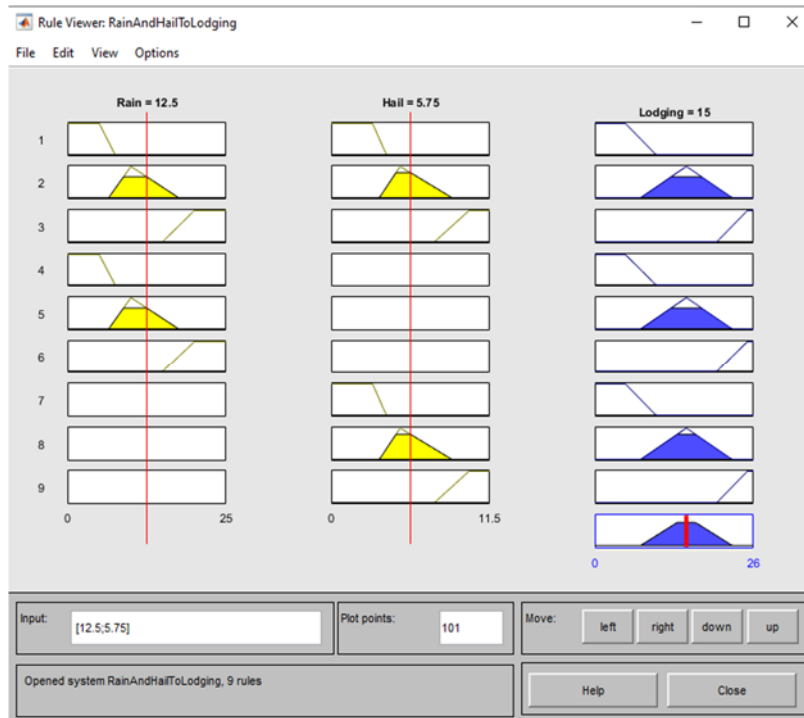 Rule Viewer: RainAndHailToLodging
File Edit View Options
Rain = 12.5 Hail = 5.75 Lodging = 15
1
2
3
4
5
6
7
8
9
0 25 0 11.5
0 26
Input: [12.5;5.75] Plot points: 101 Move: left right down up
Opened system RainAndHailToLodging, 9 rules
Help Close